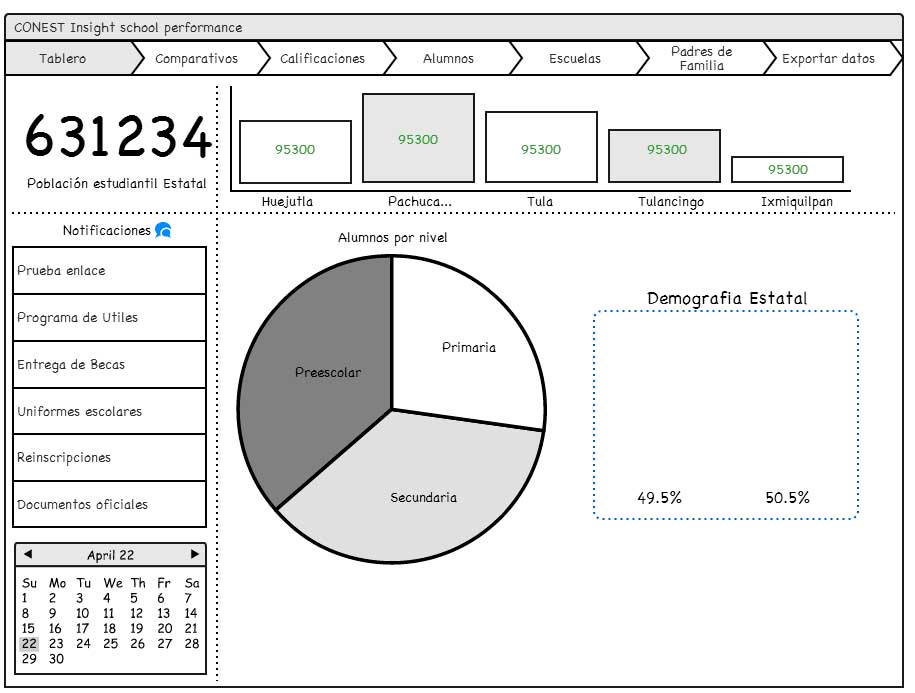 CONEST Insight school performance
Tablero
Comparativos
Calificaciones
Alumnos
Escuelas
Padres de
Familia
Exportar datos
631234
Población estudiantil Estatal
95300
95300
95300
95300
95300
Huejutla
Pachuca...
Tula
Tulancingo
Ixmiquilpan
Notificaciones
Prueba enlace
Programa de Utiles
Entrega de Becas
Uniformes escolares
Reinscripciones
Documentos oficiales
April 22
Su Mo Tu We Th Fr Sa
1 2 3 4 5 6 7
8 9 10 11 12 13 14
15 16 17 18 19 20 21
22 23 24 25 26 27 28
29 30
Alumnos por nivel
Primaria
Preescolar
Secundaria
Demografia Estatal
49.5% 50.5%